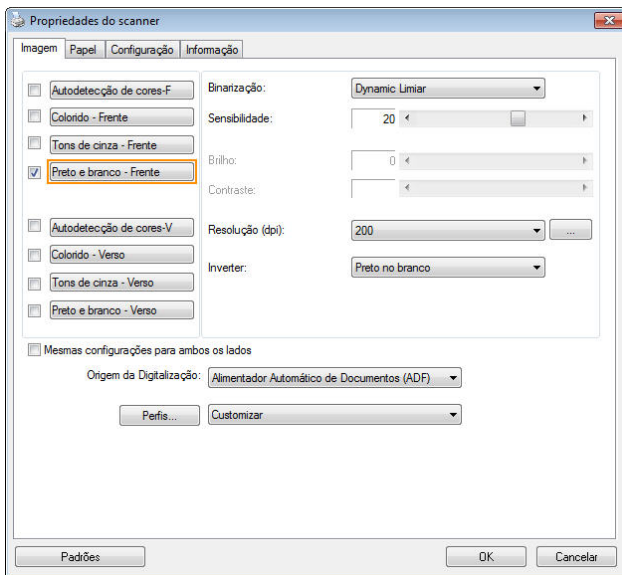 Propriedades do scanner
Imagem Papel Configuração Informação
Autodetecção de cores-F
Colorido - Frente
Tons de cinza - Frente
Preto e branco - Frente
Autodetecção de cores-V
Colorido - Verso
Tons de cinza - Verso
Preto e branco - Verso
Binarização: Dynamic Limiar
Sensibilidade: 20
Brilho: 0
Contraste:
Resolução (dpi): 200 ...
Inverter: Preto no branco
Mesmas configurações para ambos os lados
Origem da Digitalização: Alimentador Automático de Documentos (ADF)
Perfis... Customizar
Padrões OK Cancelar